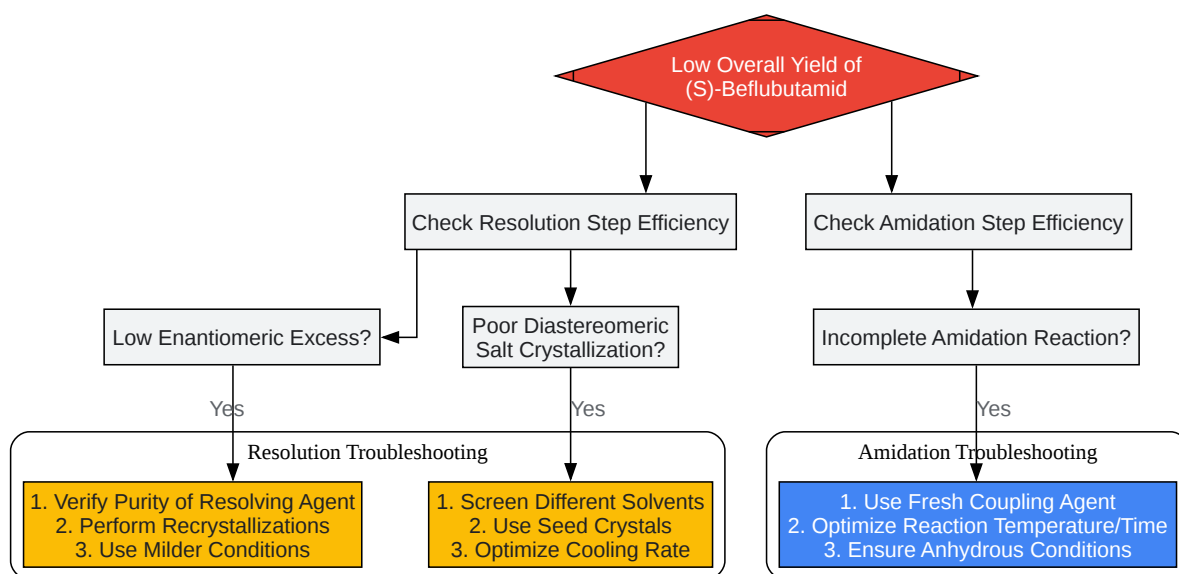 Low Overall Yield of
(S)-Beflubutamid
Check Resolution Step Efficiency
Check Amidation Step Efficiency
Low Enantiomeric Excess?
Poor Diastereomeric
Salt Crystallization?
Incomplete Amidation Reaction?
Yes
Yes
Yes
Resolution Troubleshooting
Amidation Troubleshooting
1. Verify Purity of Resolving Agent
2. Perform Recrystallizations
3. Use Milder Conditions
1. Screen Different Solvents
2. Use Seed Crystals
3. Optimize Cooling Rate
1. Use Fresh Coupling Agent
2. Optimize Reaction Temperature/Time
3. Ensure Anhydrous Conditions